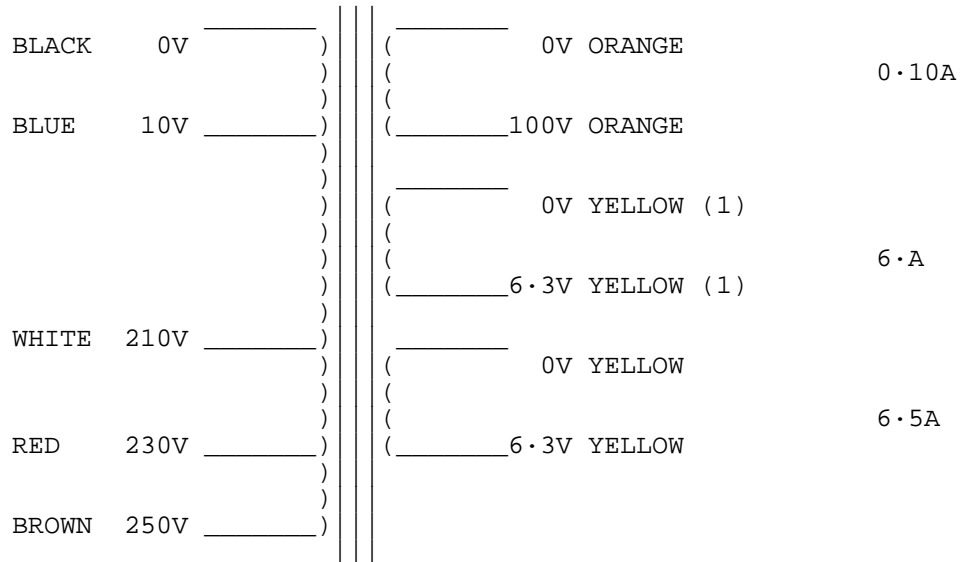 BLACK 0V 0V ORANGE
0·10A
BLUE 10V 100V ORANGE
0V YELLOW (1)
6·A
6·3V YELLOW (1)
WHITE 210V
0V YELLOW
6·5A
RED 230V 6·3V YELLOW
BROWN 250V